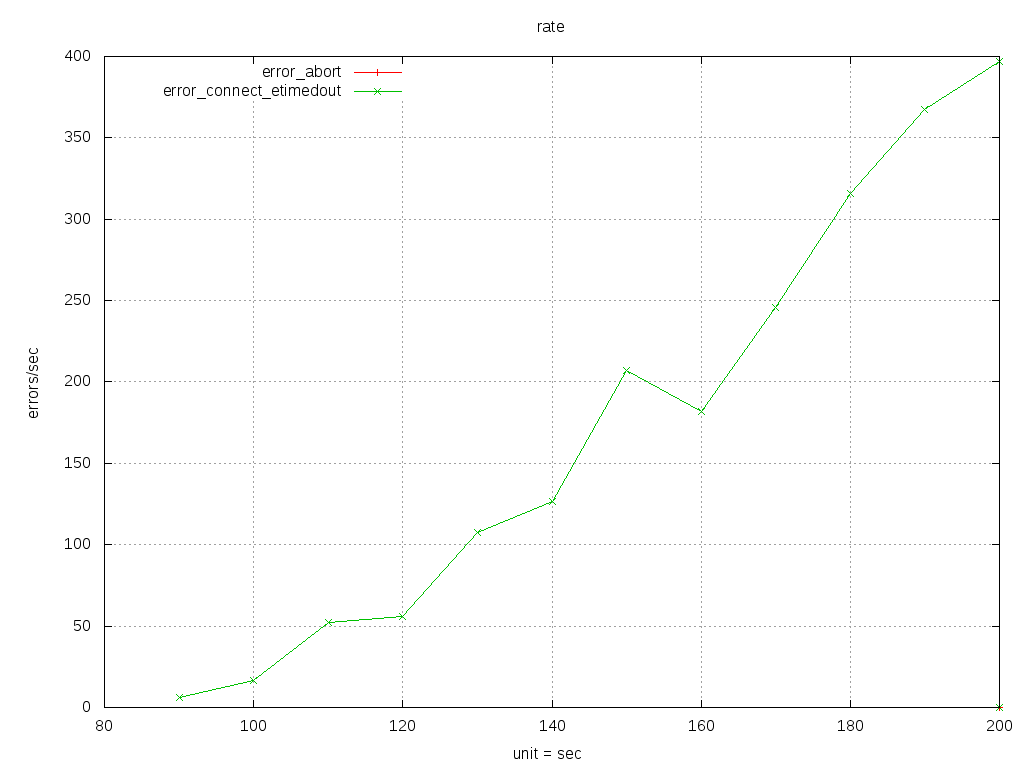 rate
error_abort
error_connect_etimedout
400
350
300
250
200
150
100
50
0
errors/sec
80 100 120 140 160 180 200
unit = sec